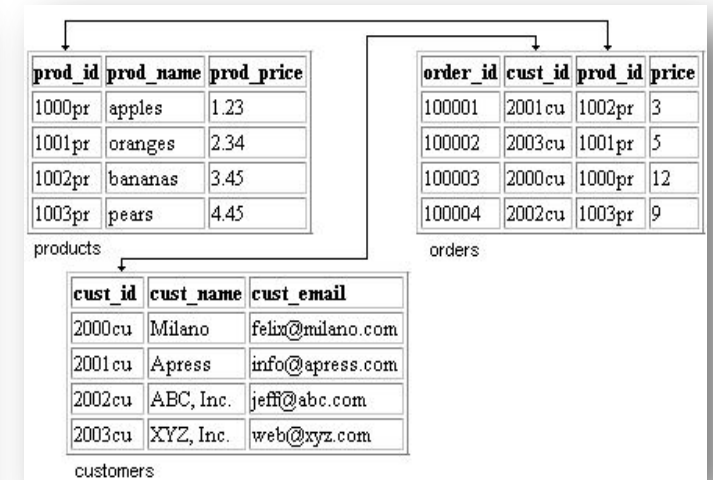 prod_id prod_name prod_price
1000pr apples 1.23
1001pr oranges 2.34
1002pr bananas 3.45
1003pr pears 4.45
products
order_id cust_id prod_id price
100001 2001cu 1002pr 3
100002 2003cu 1001pr 5
100003 2000cu 1000pr 12
100004 2002cu 1003pr 9
orders
cust_id cust_name cust_email
2000cu Milano felix@milano.com
2001cu Apress info@apress.com
2002cu ABC, Inc. jeff@abc.com
2003cu XYZ, Inc. web@xyz.com
customers